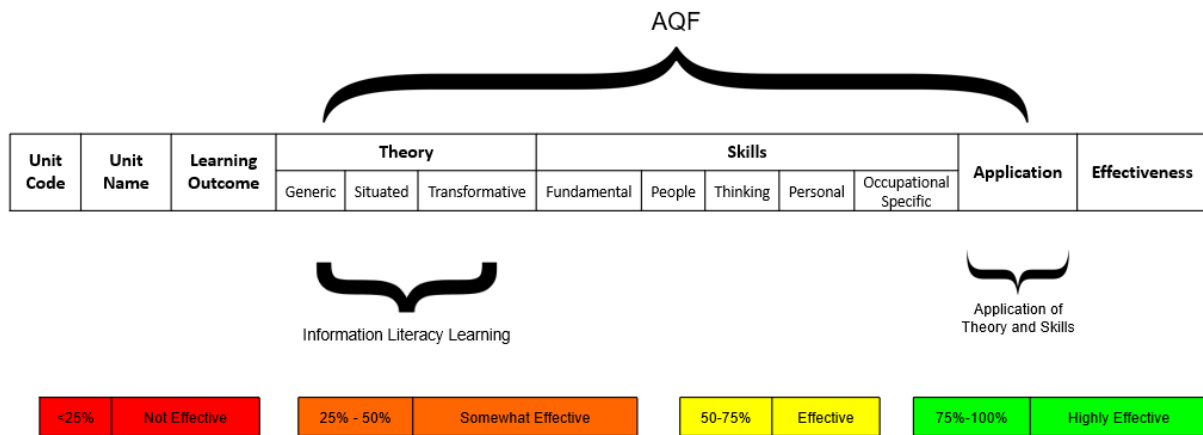 AQF
Unit Code
Unit Name
Learning Outcome
Theory
Skills
Application
Effectiveness
Generic
Situated
Transformative
Fundamental
People
Thinking
Personal
Occupational Specific
Information Literacy Learning
Application of
Theory and Skills
<25% Not Effective
25% - 50% Somewhat Effective
50-75% Effective
75%-100% Highly Effective